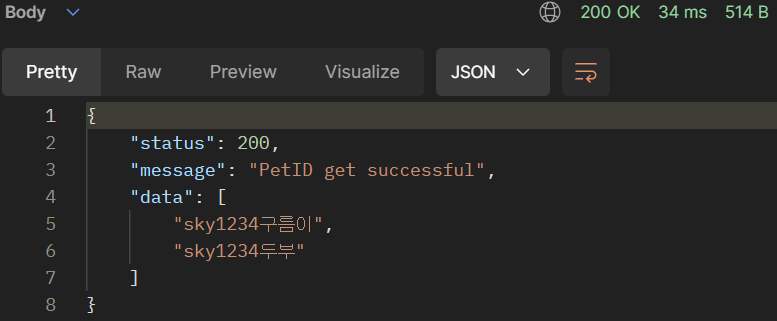 Body 200 OK 34 ms 514 B
Pretty Raw Preview Visualize JSON
1 {
2 "status": 200,
3 "message": "PetID get successful",
4 "data": [
5 "sky1234구름이",
6 "sky1234두부"
7 ]
8 }